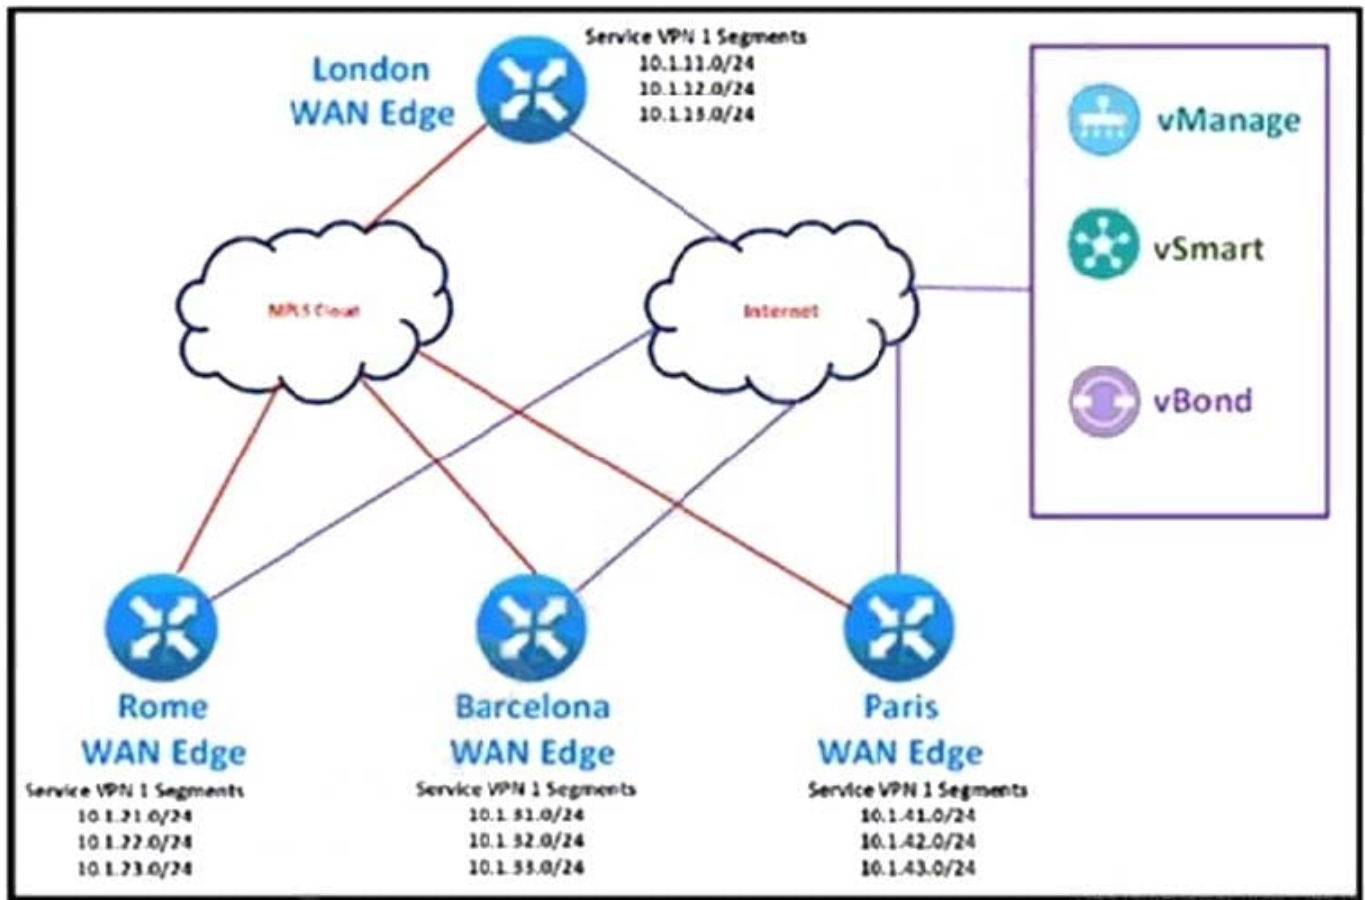 London
WAN Edge
Service VPN 1 Segments
10.1.11.0/24
10.1.12.0/24
10.1.13.0/24
vManage
vSmart
vBond
MPLS Cloud
Internet
Rome
WAN Edge
Service VPN 1 Segments
10.1.21.0/24
10.1.22.0/24
10.1.23.0/24
Barcelona
WAN Edge
Service VPN 1 Segments
10.1.31.0/24
10.1.32.0/24
10.1.33.0/24
Paris
WAN Edge
Service VPN 1 Segments
10.1.41.0/24
10.1.42.0/24
10.1.43.0/24